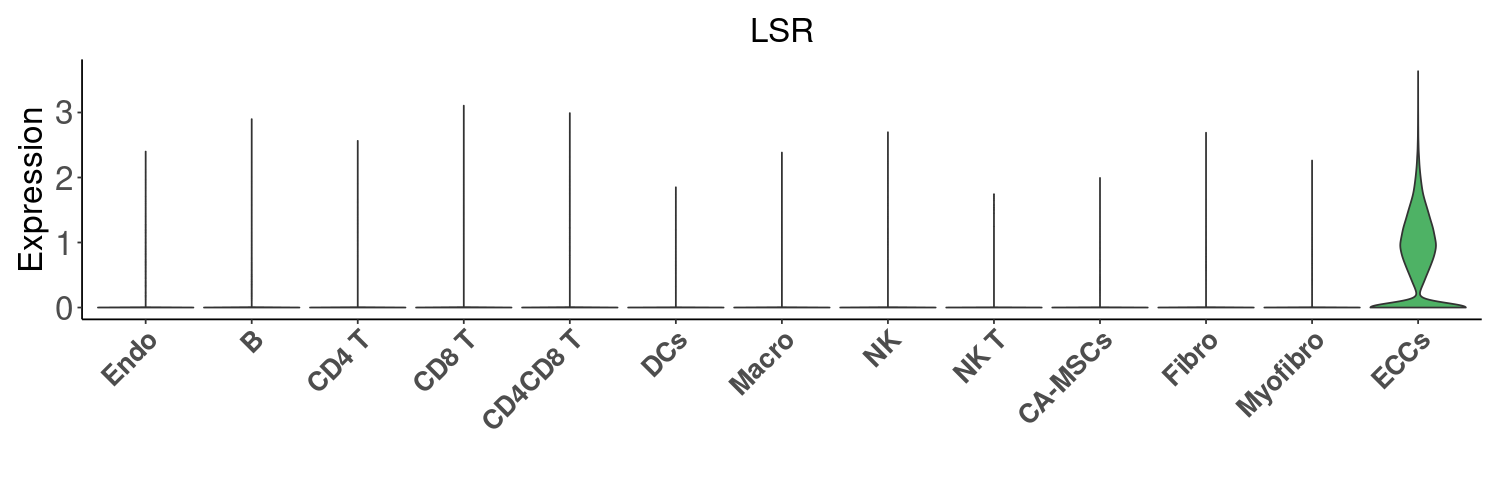 LSR
Expression
3
2
1
0
Endo
B
CD4 T
CD8 T
CD4CD8 T
DCs
Macro
NK
NK T
CA-MSCs
Fibro
Myofibro
ECCs